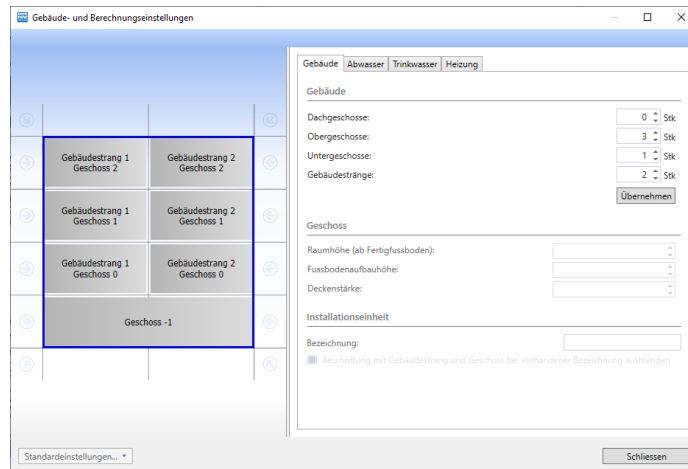 Gebäude- und Berechnungseinstellungen
Gebäude Abwasser Trinkwasser Heizung
Gebäude
Dachgeschosse: 0 Stk
Obergeschosse: 3 Stk
Untergeschosse: 1 Stk
Gebäudestränge: 2 Stk
Übernehmen
Geschoss
Raumhöhe (ab Fertigfussboden):
Fussbodenaufbauhöhe:
Deckenstärke:
Installationseinheit
Bezeichnung:
Beschriftung mit Gebäudestrang und Geschoss bei vorhandener Bezeichnung ausblenden
Gebäudestrang 1
Geschoss 2
Gebäudestrang 2
Geschoss 2
Gebäudestrang 1
Geschoss 1
Gebäudestrang 2
Geschoss 1
Gebäudestrang 1
Geschoss 0
Gebäudestrang 2
Geschoss 0
Geschoss -1
Standardeinstellungen...
Schliessen